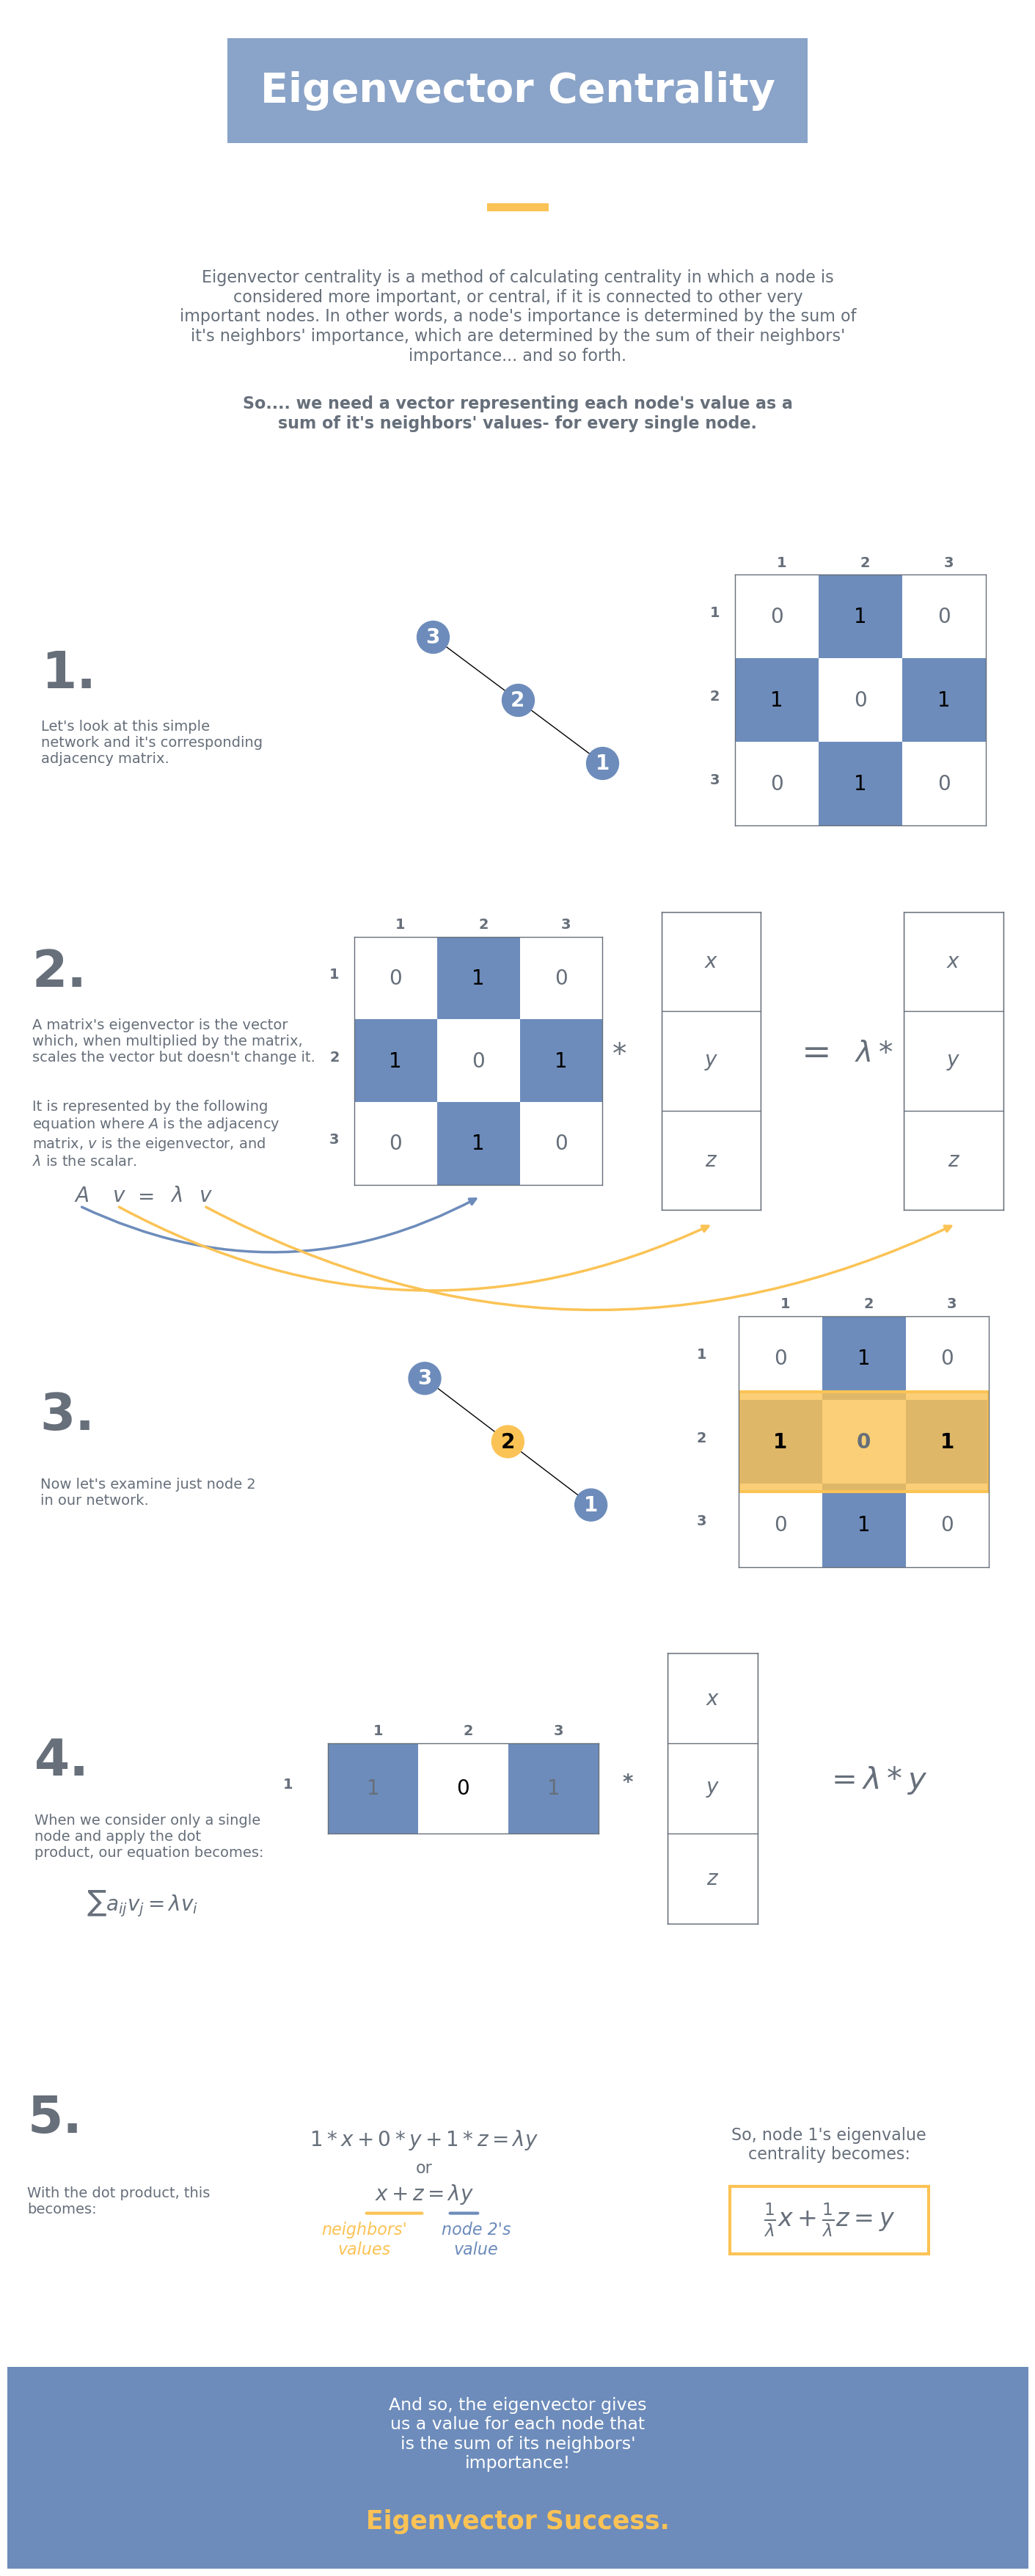 Eigenvector Centrality
Eigenvector centrality is a method of calculating centrality in which a node is
considered more important, or central, if it is connected to other very
important nodes. In other words, a node's importance is determined by the sum of
it's neighbors' importance, which are determined by the sum of their neighbors'
importance... and so forth.
So.... we need a vector representing each node's value as a
sum of it's neighbors' values- for every single node.
1.
Let's look at this simple
network and it's corresponding
adjacency matrix.
3
2
1
1 2 3
1 0 1 0
2 1 0 1
3 0 1 0
2.
A matrix's eigenvector is the vector
which, when multiplied by the matrix,
scales the vector but doesn't change it.
It is represented by the following
equation where A is the adjacency
matrix, v is the eigenvector, and
λ is the scalar.
A v = λ v
1 2 3
1 0 1 0
2 1 0 1
3 0 1 0
*
x
y
z
= λ *
x
y
z
3.
Now let's examine just node 2
in our network.
3
2
1
1 2 3
1 0 1 0
2 1 0 1
3 0 1 0
4.
When we consider only a single
node and apply the dot
product, our equation becomes:
∑a_ij v_j = λv_i
1 2 3
1 1 0 1
*
x
y
z
= λ * y
5.
With the dot product, this
becomes:
1 * x + 0 * y + 1 * z = λy
or
x + z = λy
neighbors' node 2's
values value
So, node 1's eigenvalue
centrality becomes:
1/λ x + 1/λ z = y
And so, the eigenvector gives
us a value for each node that
is the sum of its neighbors'
importance!
Eigenvector Success.